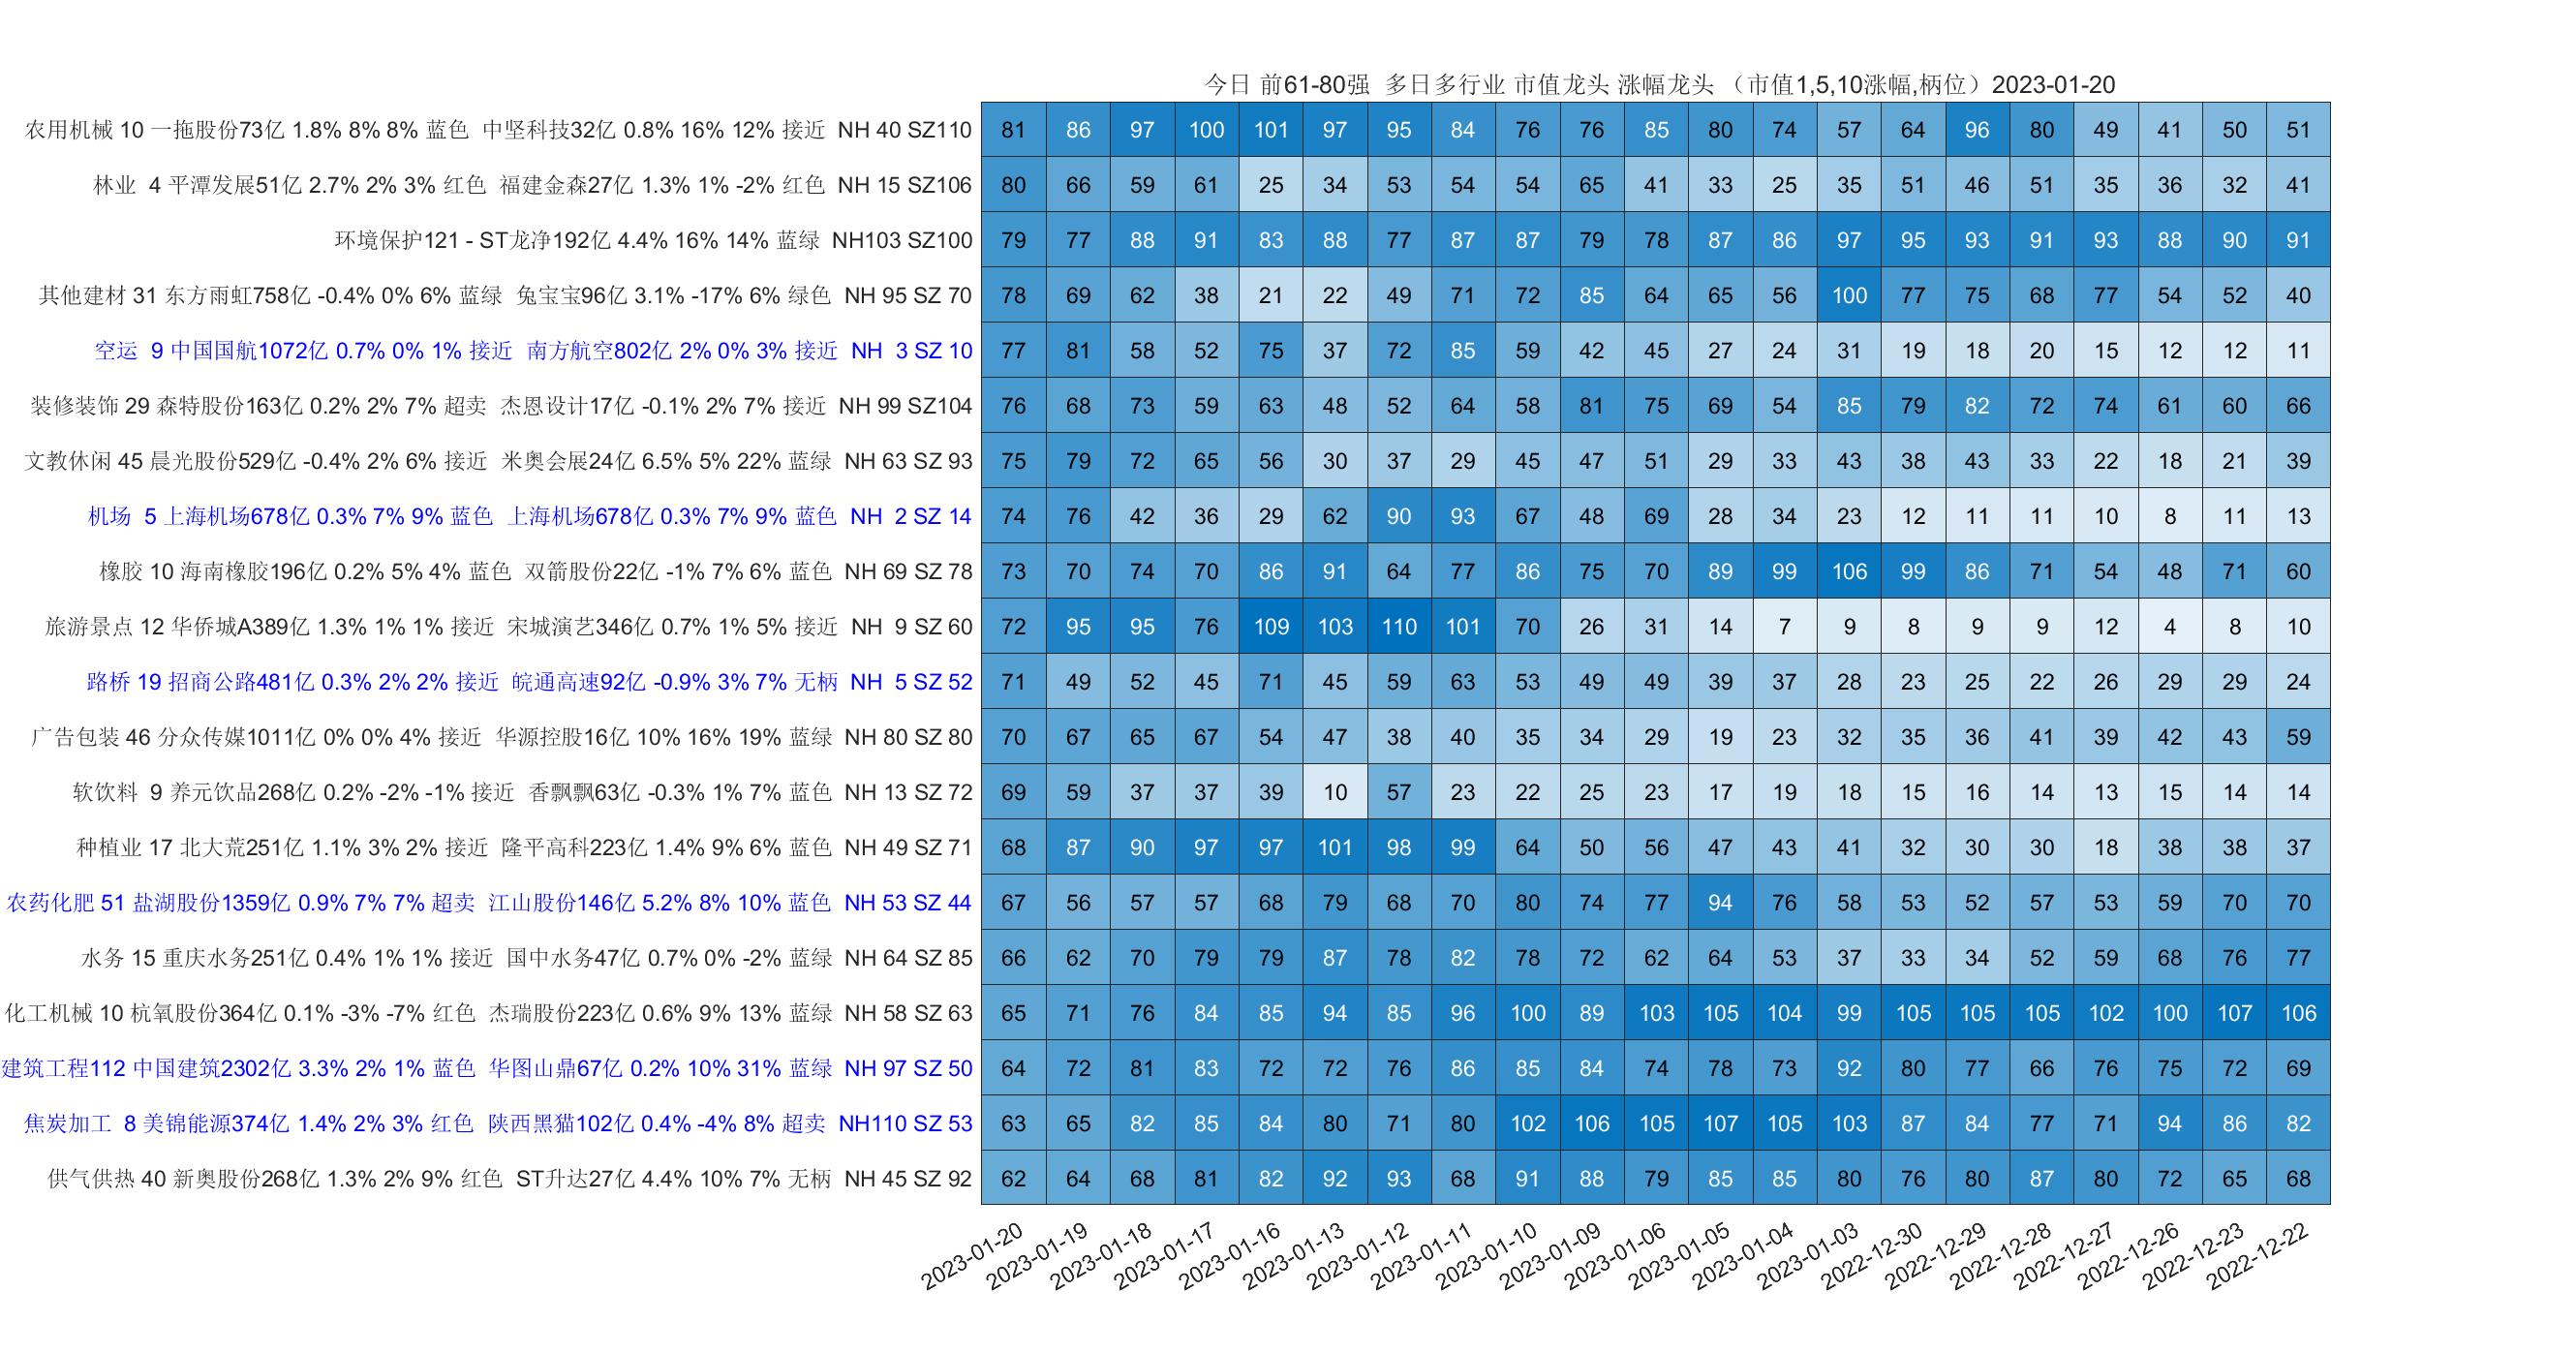 今日 前61-80强 多日多行业 市值龙头 涨幅龙头 （市值1,5,10涨幅,柄位）2023-01-20
农用机械 10 一拖股份73亿 1.8% 8% 8% 蓝色 中坚科技32亿 0.8% 16% 12% 接近 NH 40 SZ110 81 86 97 100 101 97 95 84 76 76 85 80 74 57 64 96 80 49 41 50 51
林业 4 平潭发展51亿 2.7% 2% 3% 红色 福建金森27亿 1.3% 1% -2% 红色 NH 15 SZ106 80 66 59 61 25 34 53 54 54 65 41 33 25 35 51 46 51 35 36 32 41
环境保护121 - ST龙净192亿 4.4% 16% 14% 蓝绿 NH103 SZ100 79 77 88 91 83 88 77 87 87 79 78 87 86 97 95 93 91 93 88 90 91
其他建材 31 东方雨虹758亿 -0.4% 0% 6% 蓝绿 兔宝宝96亿 3.1% -17% 6% 绿色 NH 95 SZ 70 78 69 62 38 21 22 49 71 72 85 64 65 56 100 77 75 68 77 54 52 40
空运 9 中国国航1072亿 0.7% 0% 1% 接近 南方航空802亿 2% 0% 3% 接近 NH 3 SZ 10 77 81 58 52 75 37 72 85 59 42 45 27 24 31 19 18 20 15 12 12 11
装修装饰 29 森特股份163亿 0.2% 2% 7% 超卖 杰恩设计17亿 -0.1% 2% 7% 接近 NH 99 SZ104 76 68 73 59 63 48 52 64 58 81 75 69 54 85 79 82 72 74 61 60 66
文教休闲 45 晨光股份529亿 -0.4% 2% 6% 接近 米奥会展24亿 6.5% 5% 22% 蓝绿 NH 63 SZ 93 75 79 72 65 56 30 37 29 45 47 51 29 33 43 38 43 33 22 18 21 39
机场 5 上海机场678亿 0.3% 7% 9% 蓝色 上海机场678亿 0.3% 7% 9% 蓝色 NH 2 SZ 14 74 76 42 36 29 62 90 93 67 48 69 28 34 23 12 11 11 10 8 11 13
橡胶 10 海南橡胶196亿 0.2% 5% 4% 蓝色 双箭股份22亿 -1% 7% 6% 蓝色 NH 69 SZ 78 73 70 74 70 86 91 64 77 86 75 70 89 99 106 99 86 71 54 48 71 60
旅游景点 12 华侨城A389亿 1.3% 1% 1% 接近 宋城演艺346亿 0.7% 1% 5% 接近 NH 9 SZ 60 72 95 95 76 109 103 110 101 70 26 31 14 7 9 8 9 9 12 4 8 10
路桥 19 招商公路481亿 0.3% 2% 2% 接近 皖通高速92亿 -0.9% 3% 7% 无柄 NH 5 SZ 52 71 49 52 45 71 45 59 63 53 49 49 39 37 28 23 25 22 26 29 29 24
广告包装 46 分众传媒1011亿 0% 0% 4% 接近 华源控股16亿 10% 16% 19% 蓝绿 NH 80 SZ 80 70 67 65 67 54 47 38 40 35 34 29 19 23 32 35 36 41 39 42 43 59
软饮料 9 养元饮品268亿 0.2% -2% -1% 接近 香飘飘63亿 -0.3% 1% 7% 蓝色 NH 13 SZ 72 69 59 37 37 39 10 57 23 22 25 23 17 19 18 15 16 14 13 15 14 14
种植业 17 北大荒251亿 1.1% 3% 2% 接近 隆平高科223亿 1.4% 9% 6% 蓝色 NH 49 SZ 71 68 87 90 97 97 101 98 99 64 50 56 47 43 41 32 30 30 18 38 38 37
农药化肥 51 盐湖股份1359亿 0.9% 7% 7% 超卖 江山股份146亿 5.2% 8% 10% 蓝色 NH 53 SZ 44 67 56 57 57 68 79 68 70 80 74 77 94 76 58 53 52 57 53 59 70 70
水务 15 重庆水务251亿 0.4% 1% 1% 接近 国中水务47亿 0.7% 0% -2% 蓝绿 NH 64 SZ 85 66 62 70 79 79 87 78 82 78 72 62 64 53 37 33 34 52 59 68 76 77
化工机械 10 杭氧股份364亿 0.1% -3% -7% 红色 杰瑞股份223亿 0.6% 9% 13% 蓝绿 NH 58 SZ 63 65 71 76 84 85 94 85 96 100 89 103 105 104 99 105 105 105 102 100 107 106
建筑工程112 中国建筑2302亿 3.3% 2% 1% 蓝色 华图山鼎67亿 0.2% 10% 31% 蓝绿 NH 97 SZ 50 64 72 81 83 72 72 76 86 85 84 74 78 73 92 80 77 66 76 75 72 69
焦炭加工 8 美锦能源374亿 1.4% 2% 3% 红色 陕西黑猫102亿 0.4% -4% 8% 超卖 NH110 SZ 53 63 65 82 85 84 80 71 80 102 106 105 107 105 103 87 84 77 71 94 86 82
供气供热 40 新奥股份268亿 1.3% 2% 9% 红色 ST升达27亿 4.4% 10% 7% 无柄 NH 45 SZ 92 62 64 68 81 82 92 93 68 91 88 79 85 85 80 76 80 87 80 72 65 68
2023-01-20 2023-01-19 2023-01-18 2023-01-17 2023-01-16 2023-01-13 2023-01-12 2023-01-11 2023-01-10 2023-01-09 2023-01-06 2023-01-05 2023-01-04 2023-01-03 2022-12-30 2022-12-29 2022-12-28 2022-12-27 2022-12-26 2022-12-23 2022-12-22